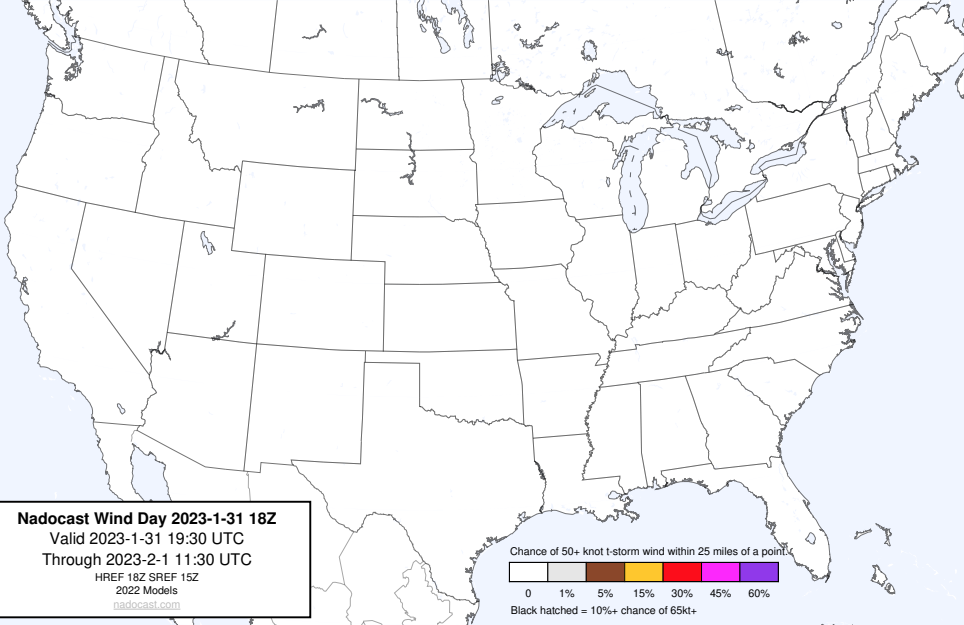 Nadocast Wind Day 2023-1-31 18Z
Valid 2023-1-31 19:30 UTC
Through 2023-2-1 11:30 UTC
HREF 18Z SREF 15Z
2022 Models
nadocast.com
Chance of 50+ knot t-storm wind within 25 miles of a point.
0 1% 5% 15% 30% 45% 60%
Black hatched = 10%+ chance of 65kt+